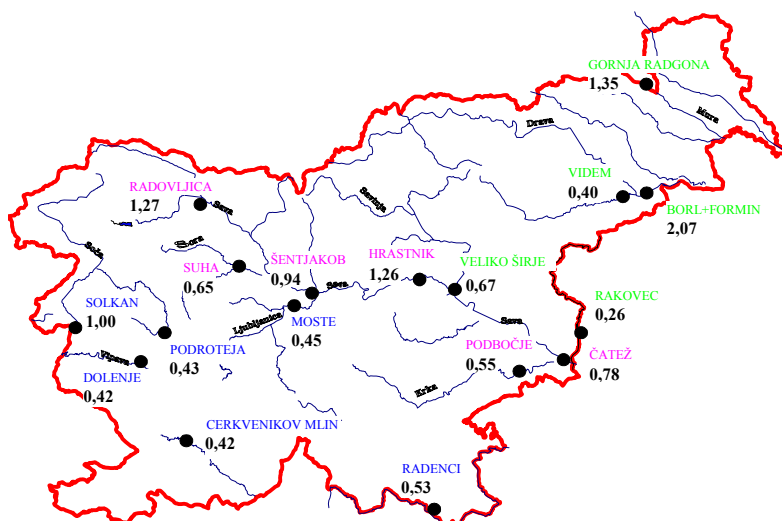 GORNJA RADGONA
1,35
Mura
Drava
VIDEM
0,40
BORL+FORMIN
2,07
RADOVLJICA
1,27
Sava
Savinja
Sora
Soča
SUHA
0,65
ŠENTJAKOB
0,94
HRASTNIK
1,26
VELIKO ŠIRJE
0,67
Sava
RAKOVEC
0,26
SOLKAN
1,00
Ljubljanica
MOSTE
0,45
Sava
PODROTEJA
0,43
PODBOČJE
0,55
ČATEŽ
0,78
Vipava
DOLENJE
0,42
Krka
CERKVENIKOV MLIN
0,42
RADENCI
0,53